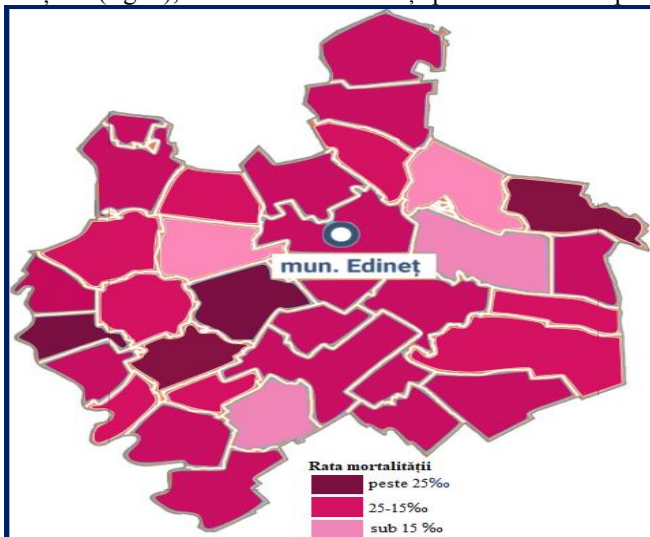 mun. Edineț
Rata mortalității
peste 25‰
25-15‰
sub 15 ‰